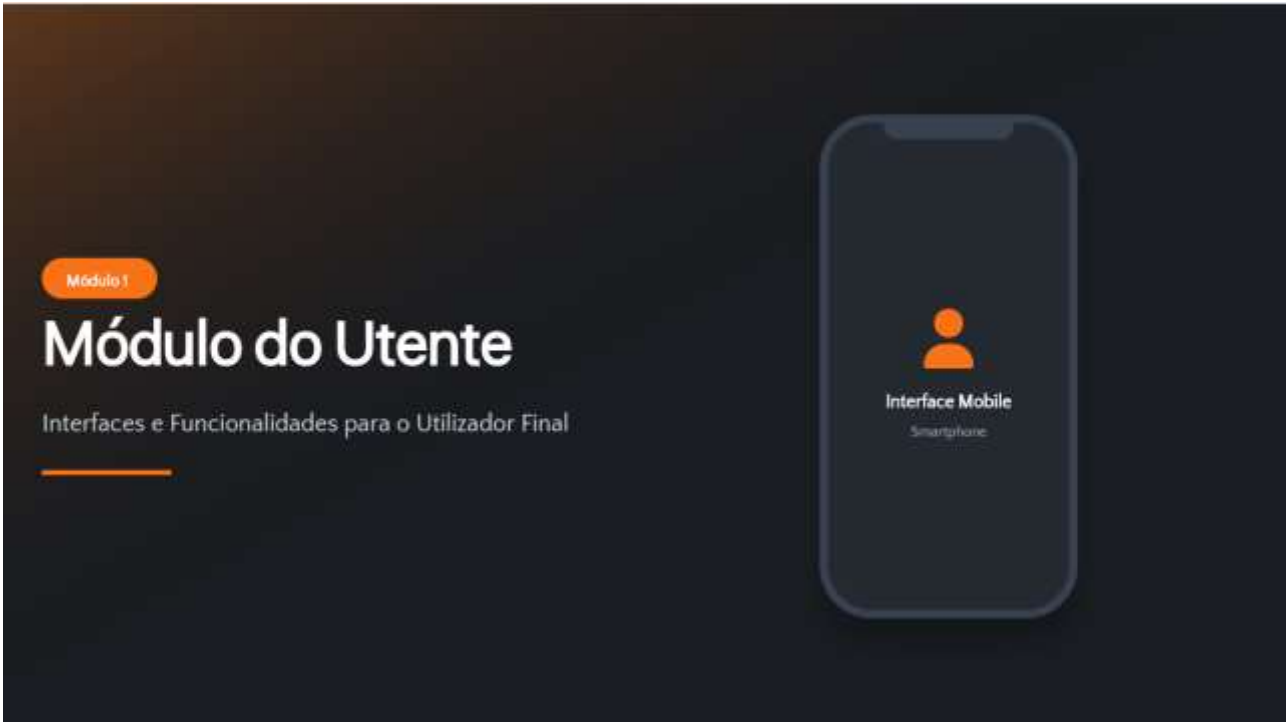 Módulo 1
Módulo do Utente
Interfaces e Funcionalidades para o Utilizador Final
Interface Mobile
Smartphone